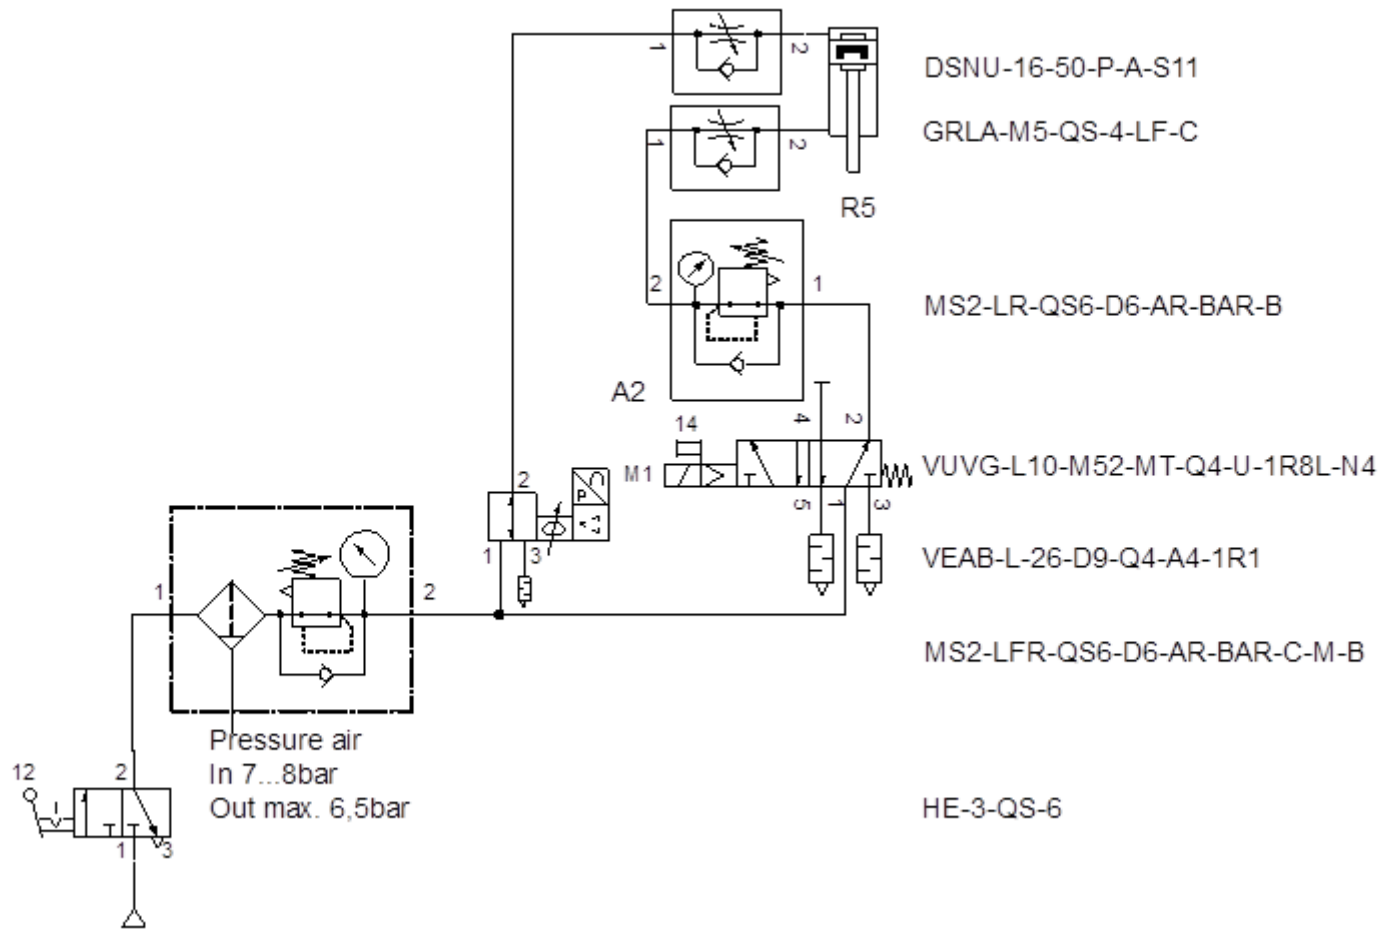 1
2
DSNU-16-50-P-A-S11
1
2
GRLA-M5-QS-4-LF-C
R5
2
1
MS2-LR-QS6-D6-AR-BAR-B
A2
14
4
2
M1
VUVG-L10-M52-MT-Q4-U-1R8L-N4
2
P
5
1
3
1
3
VEAB-L-26-D9-Q4-A4-1R1
1
2
MS2-LFR-QS6-D6-AR-BAR-C-M-B
Pressure air
In 7...8bar
Out max. 6,5bar
12
2
HE-3-QS-6
1
3